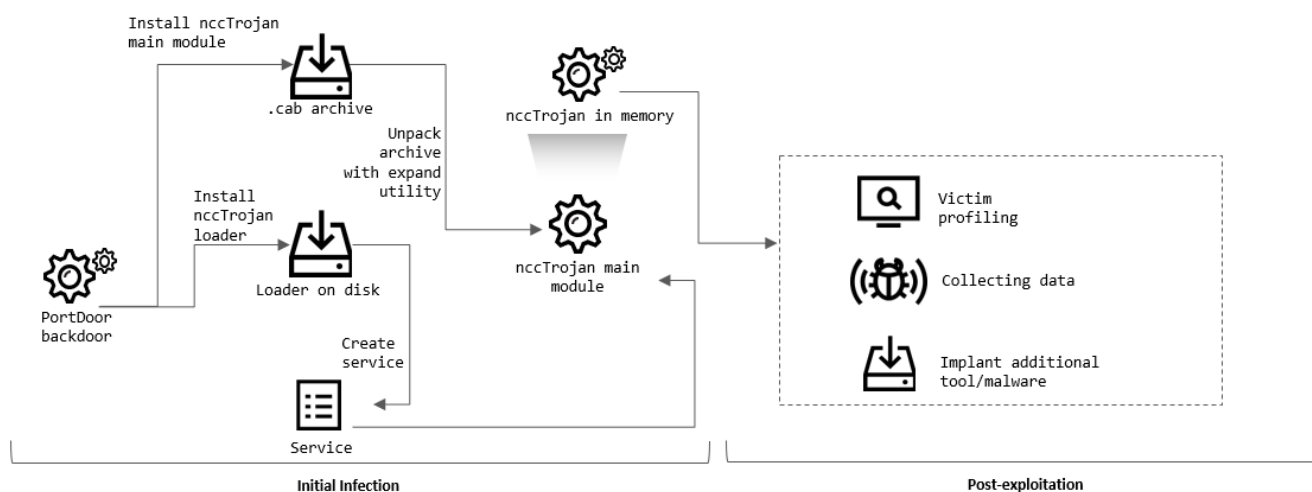 Install nccTrojan
main module
.cab archive
nccTrojan in memory
Unpack
archive
with expand
utility
Install
nccTrojan
loader
Victim
profiling
nccTrojan main
module
Loader on disk
Collecting data
PortDoor
backdoor
Create
service
Implant additional
tool/malware
Service
Initial Infection
Post-exploitation